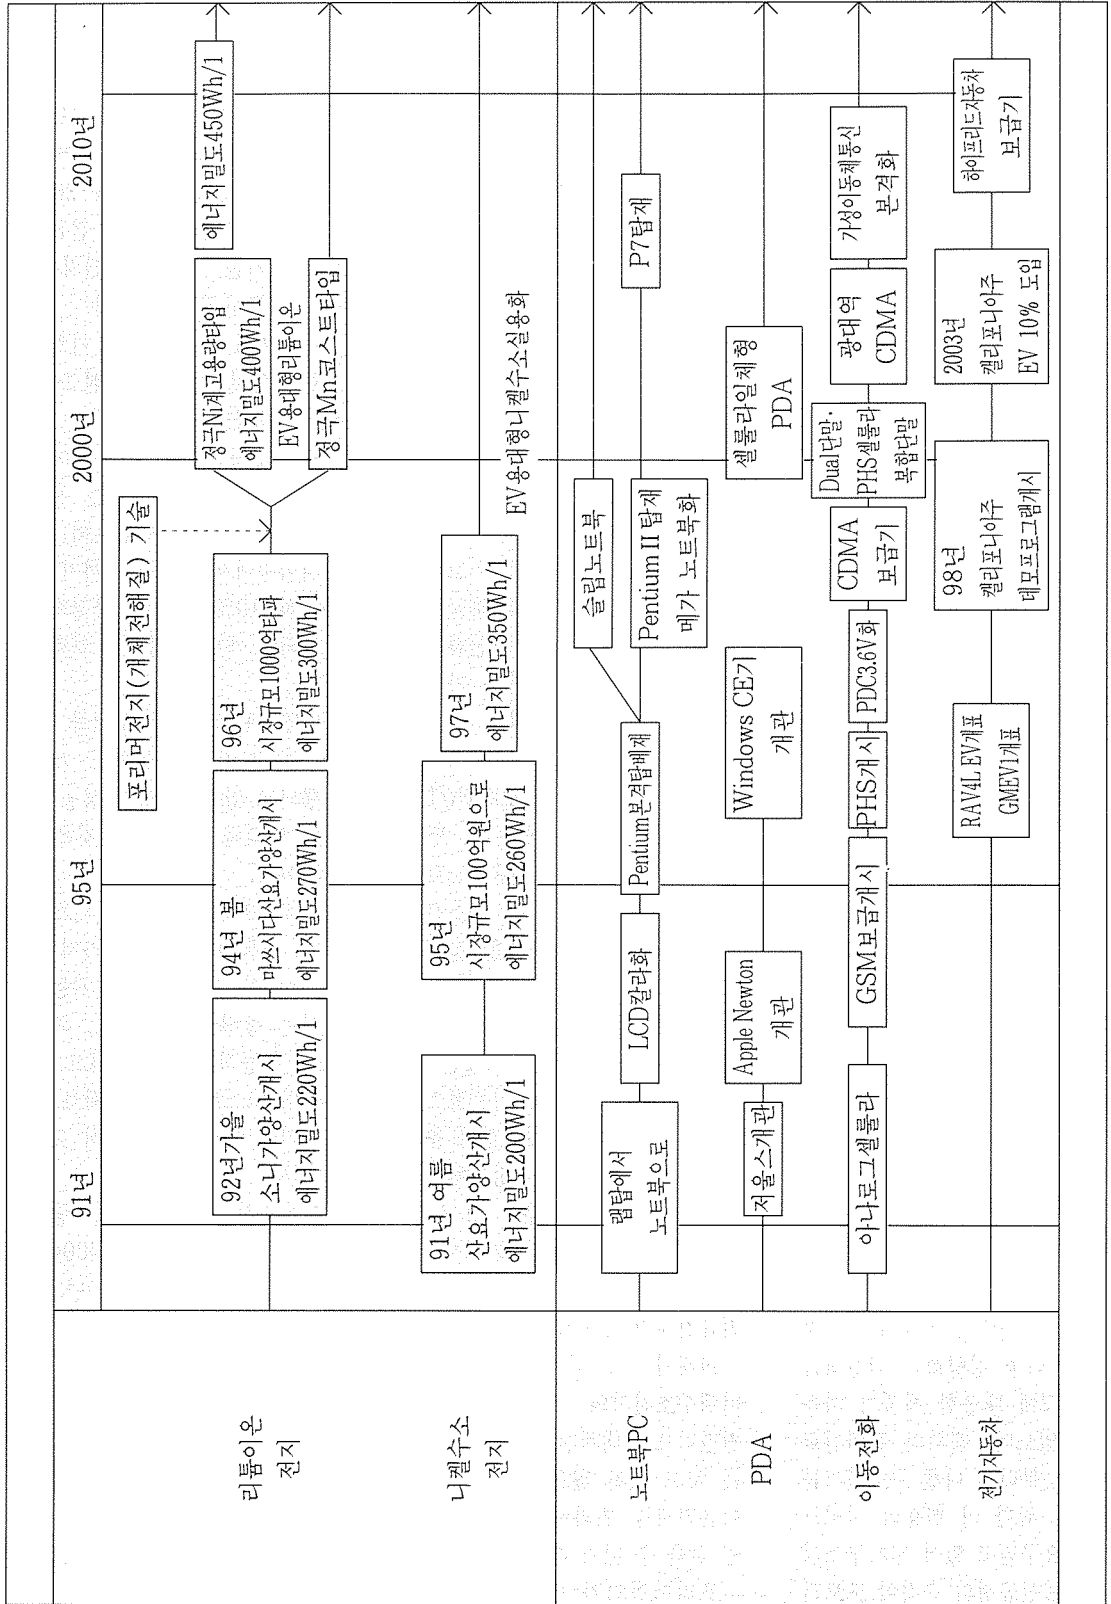 91년
95년
2000년
2010년
리튬이온
전지
92년가을
소니가양산개시
에너지밀도220Wh/1
94년 봄
마쓰시다산요가양산개시
에너지밀도270Wh/1
96년
시장규모1000억타파
에너지밀도300Wh/1
포리머전지(개체전해질) 기술
정극Ni계고용량타입
에너지밀도400Wh/1
EV용대형리튬이온
정극Mn코스트타입
에너지밀도450Wh/1
니켈수소
전지
91년 여름
산요가양산개시
에너지밀도200Wh/1
95년
시장규모100억원으로
에너지밀도260Wh/1
97년
에너지밀도350Wh/1
EV용대형니켈수소실용화
노트북PC
랩탑에서
노트북으로
LCD칼라화
Pentium본격탑베재
슬림노트북
Pentium II 탑재
메가 노트북화
P7탑재
PDA
저울스개관
Apple Newton
개관
Windows CE기
개관
셀룰라일체형
PDA
이동전화
아나로그셀룰라
GSM보급개시
PHS개시
PDC3.6V화
CDMA
보급기
Dual단말·
PHS셀룰라
복합단말
광대역
CDMA
가성이동체통신
본격화
전기자동차
RAV4L EV개표
GMEV1개표
98년
캘리포니아주
데모프로그램개시
2003년
캘리포니아주
EV 10% 도입
하이프리드자동차
보급기